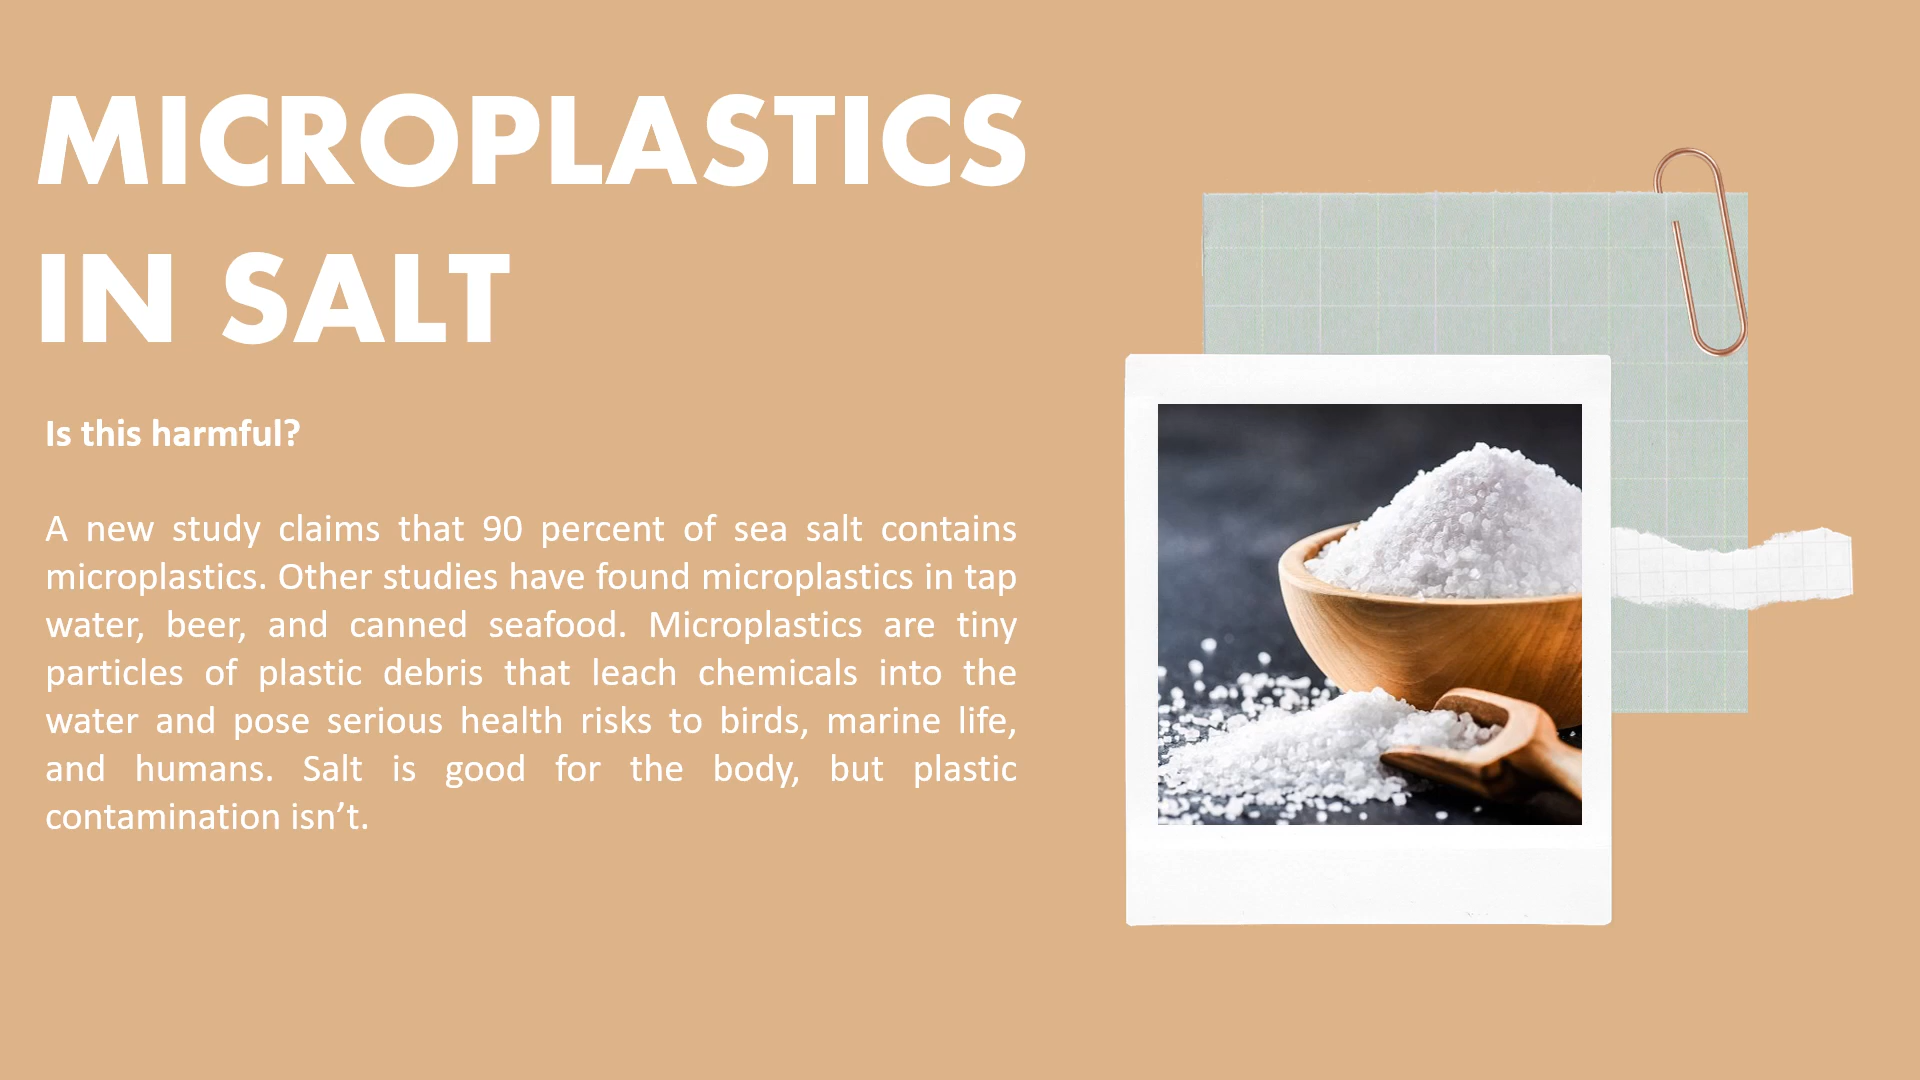 MICROPLASTICS
IN SALT
Is this harmful?
A new study claims that 90 percent of sea salt contains
microplastics. Other studies have found microplastics in tap
water, beer, and canned seafood. Microplastics are tiny
particles of plastic debris that leach chemicals into the
water and pose serious health risks to birds, marine life,
and humans. Salt is good for the body, but plastic
contamination isn’t.